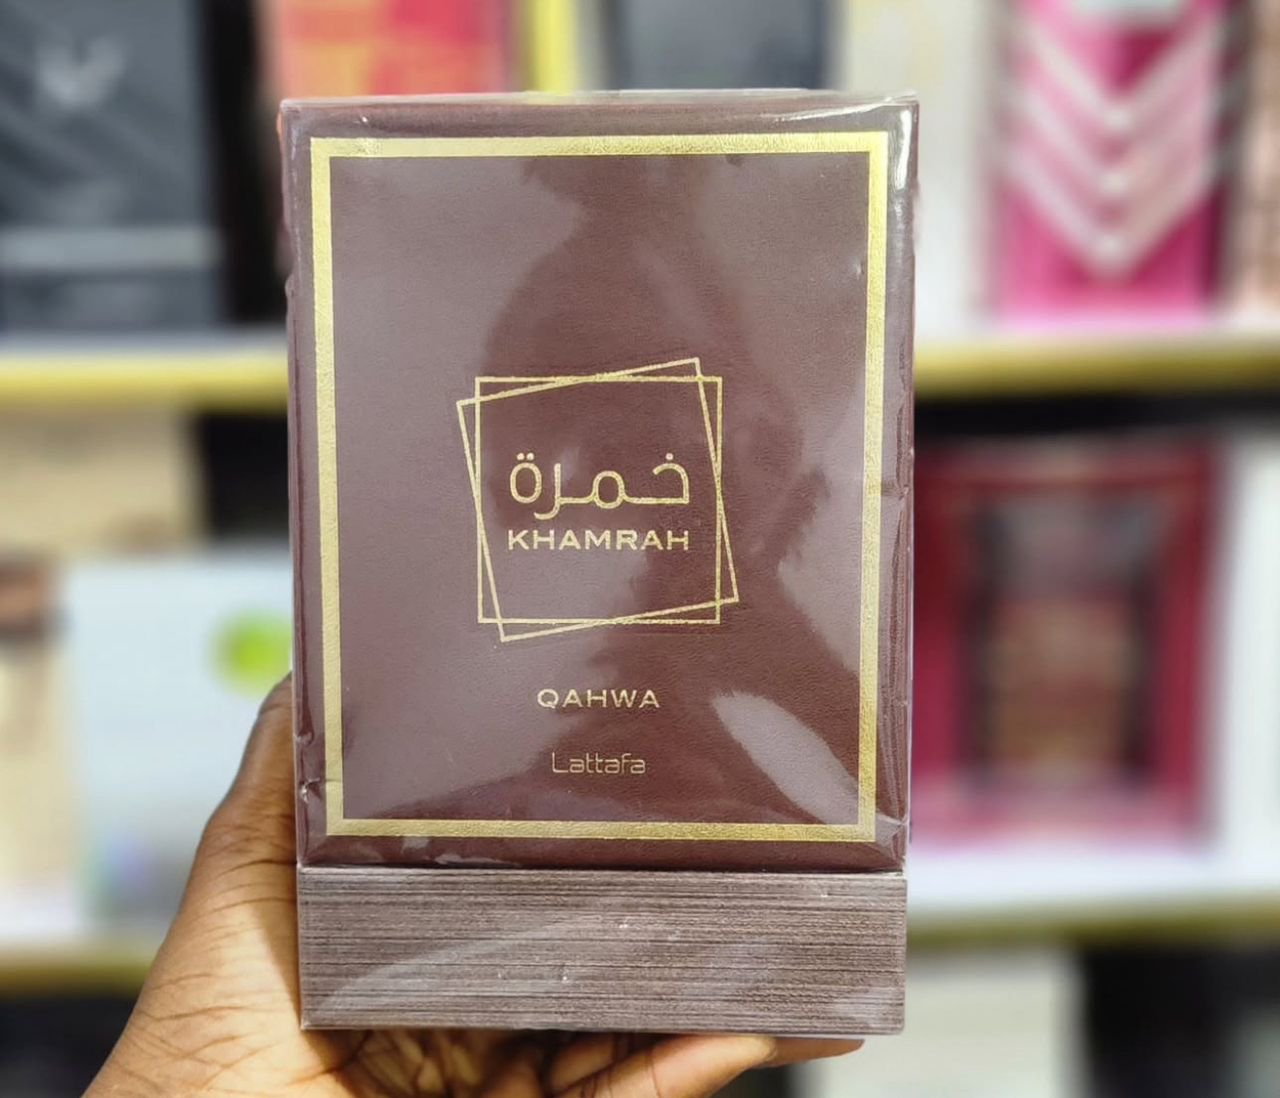 خمرة
KHAMRAH
QAHWA
Lattafa